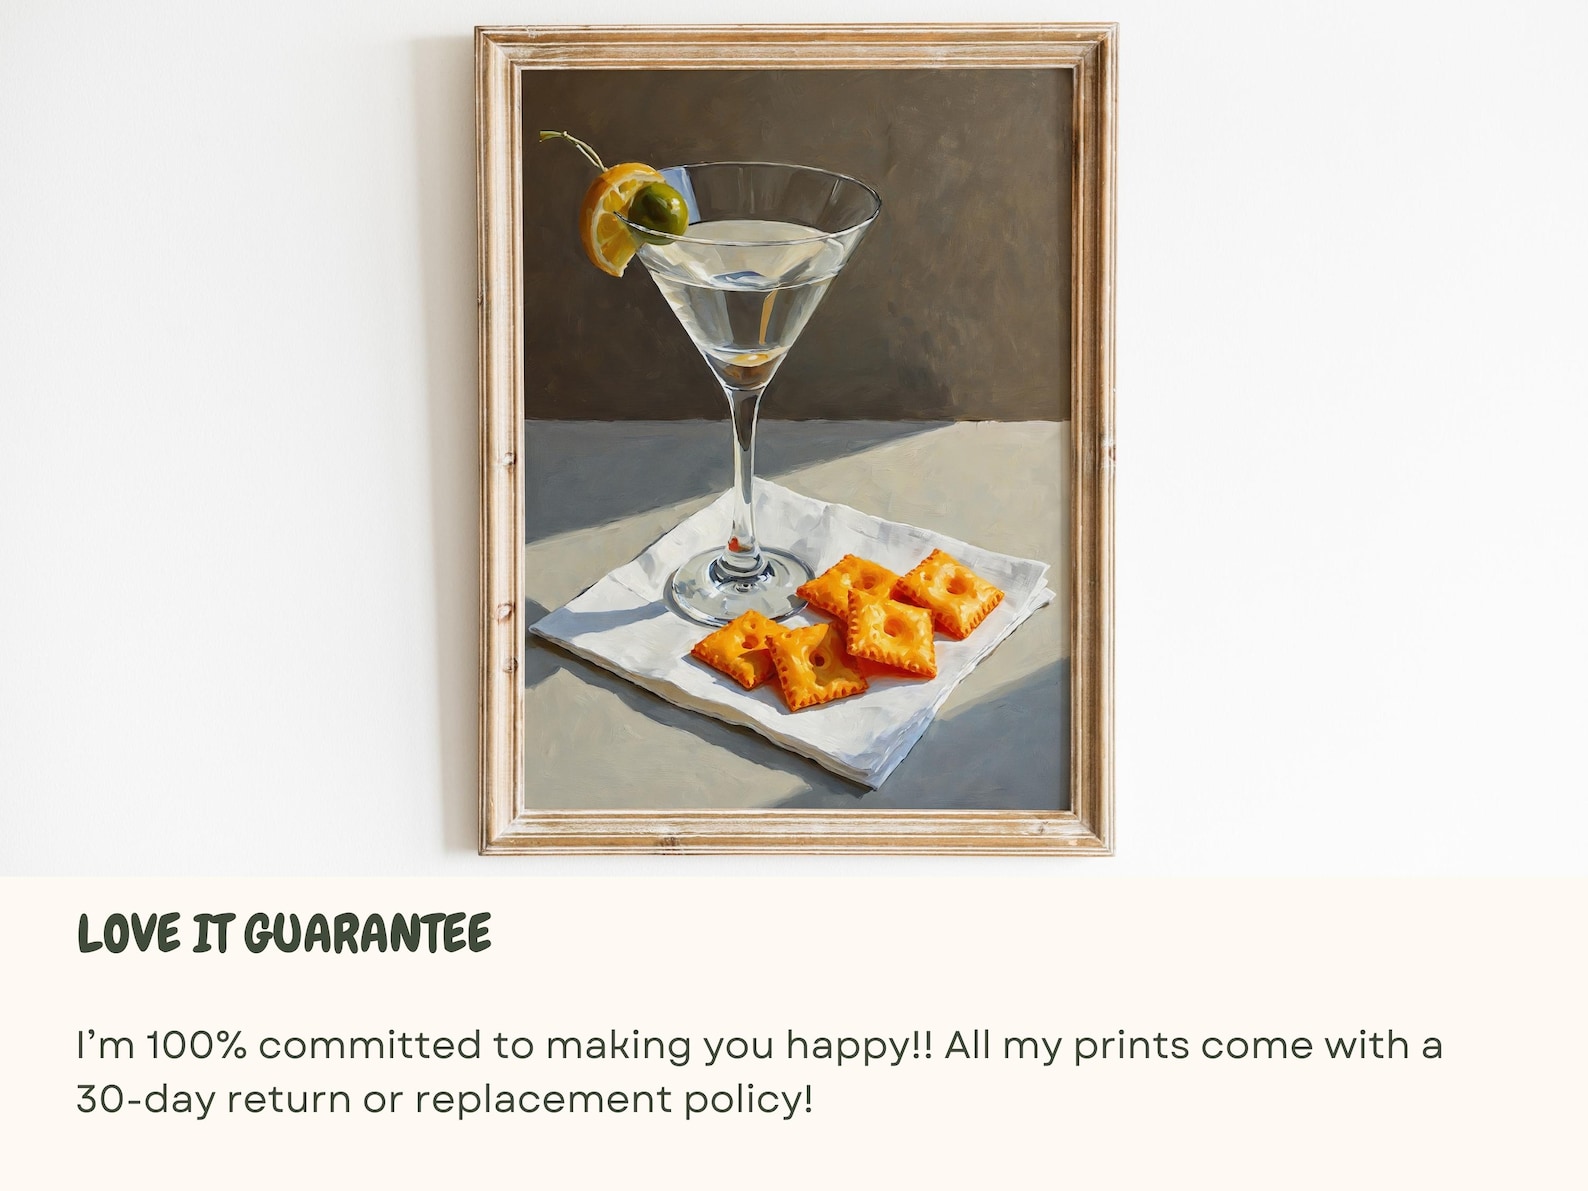 LOVE IT GUARANTEE
I’m 100% committed to making you happy!! All my prints come with a
30-day return or replacement policy!